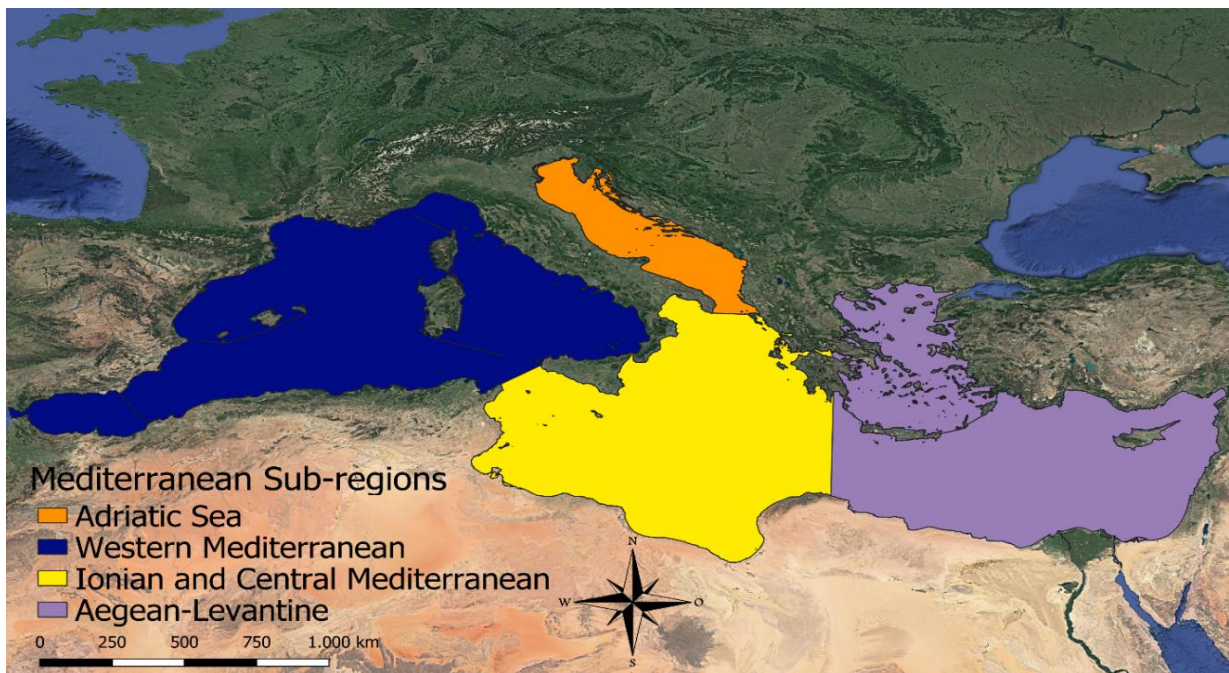 Mediterranean Sub-regions
Adriatic Sea
Western Mediterranean
Ionian and Central Mediterranean
Aegean-Levantine
0 250 500 750 1.000 km
N
W O
S